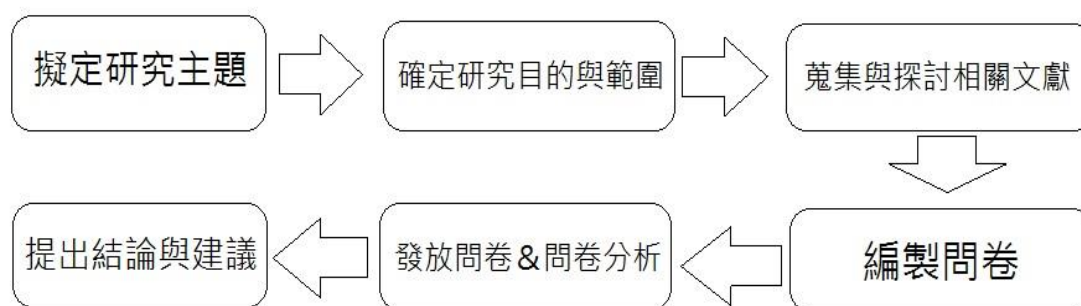 擬定研究主題
確定研究目的與範圍
蒐集與探討相關文獻
編製問卷
發放問卷＆問卷分析
提出結論與建議